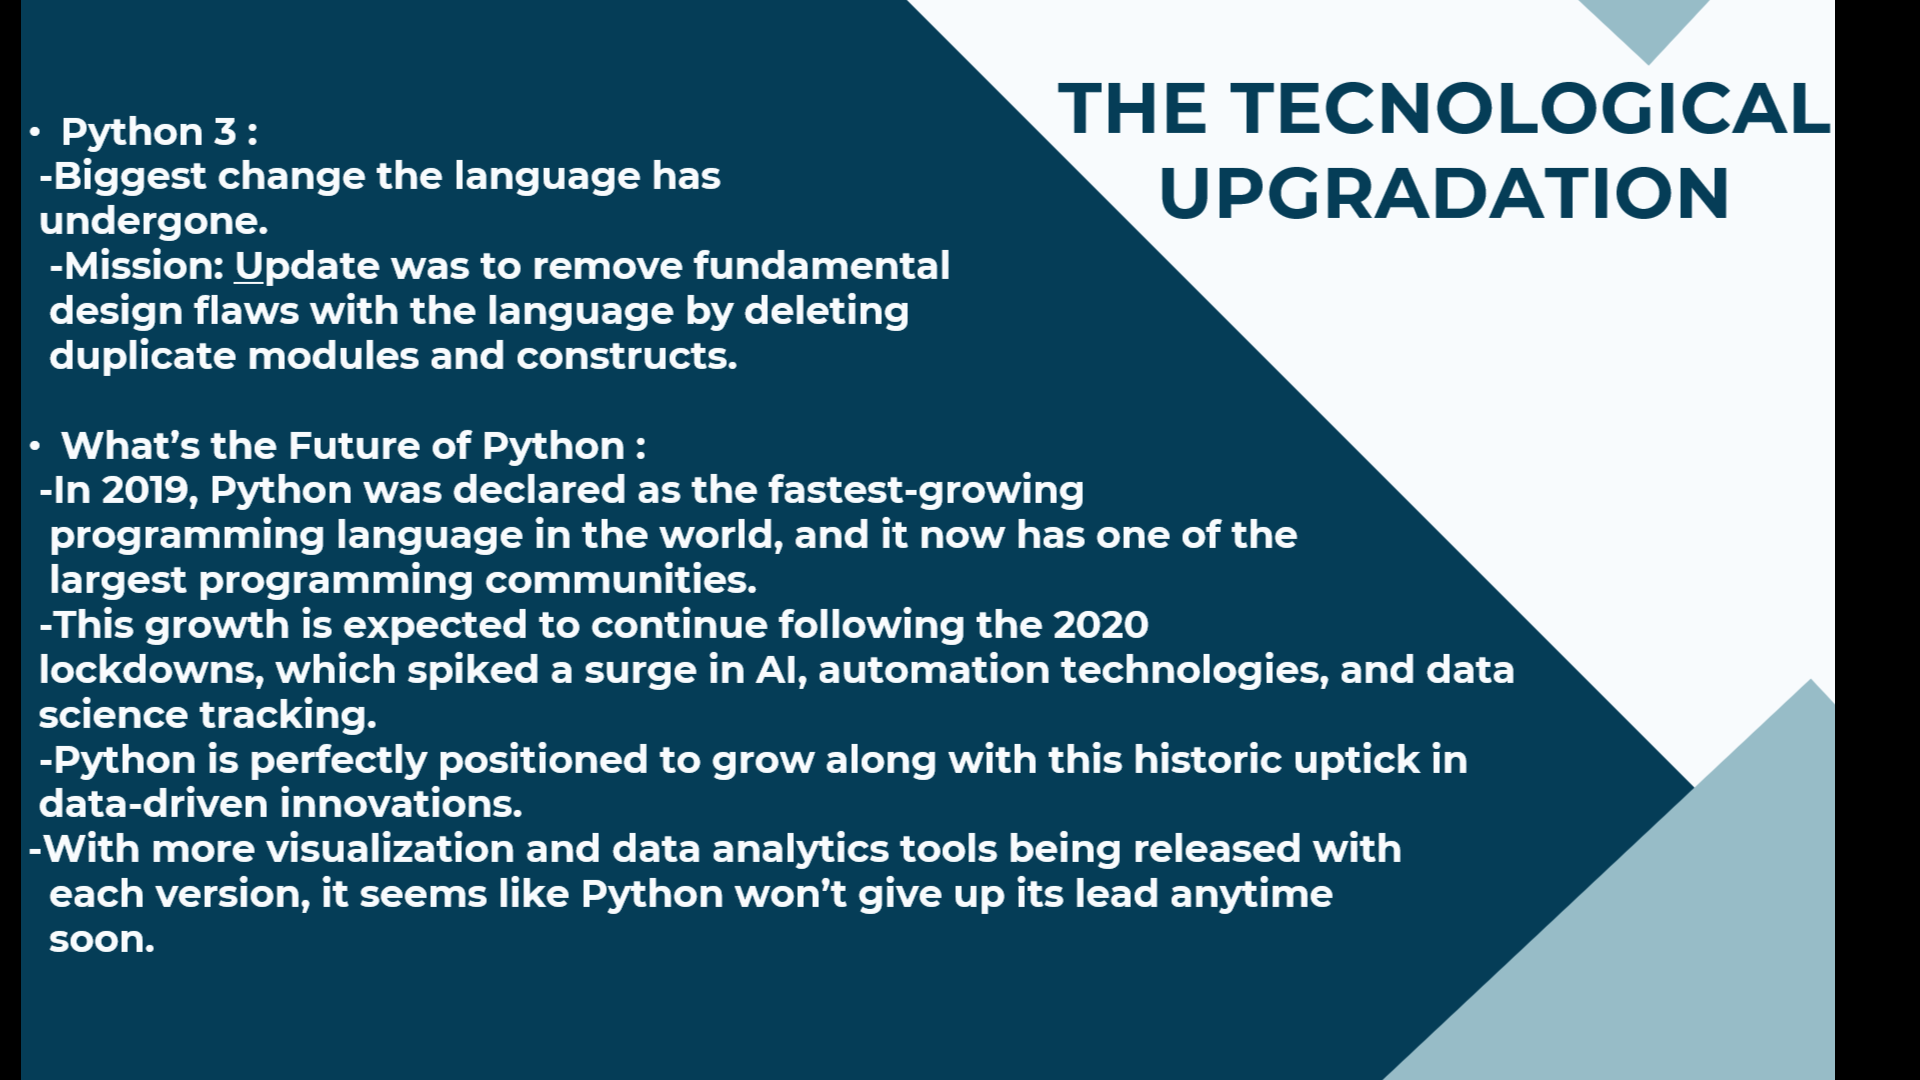 THE TECNOLOGICAL
UPGRADATION
• Python 3 :
-Biggest change the language has
undergone.
-Mission: Update was to remove fundamental
design flaws with the language by deleting
duplicate modules and constructs.
• What’s the Future of Python :
-In 2019, Python was declared as the fastest-growing
programming language in the world, and it now has one of the
largest programming communities.
-This growth is expected to continue following the 2020
lockdowns, which spiked a surge in AI, automation technologies, and data
science tracking.
-Python is perfectly positioned to grow along with this historic uptick in
data-driven innovations.
-With more visualization and data analytics tools being released with
each version, it seems like Python won’t give up its lead anytime
soon.